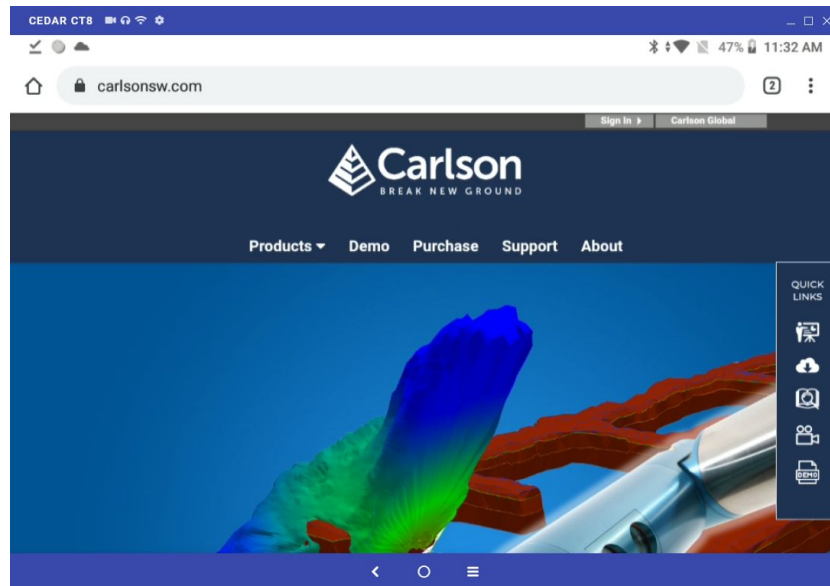 CEDAR CT8
47% 11:32 AM
carlsonsw.com
2
Sign In Carlson Global
Carlson
BREAK NEW GROUND
Products Demo Purchase Support About
QUICK
LINKS
DEMO